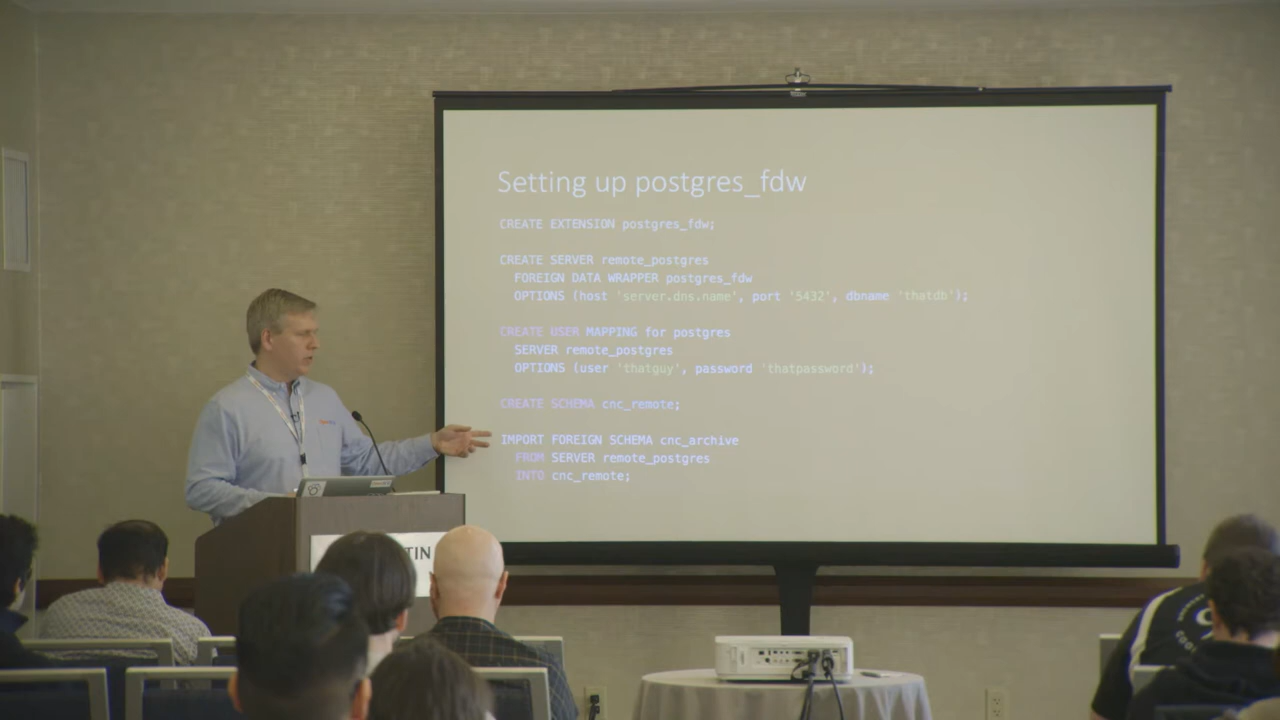 Setting up postgres_fdw
CREATE EXTENSION postgres_fdw;
CREATE SERVER remote_postgres
FOREIGN DATA WRAPPER postgres_fdw
OPTIONS (host 'server.dns.name', port '5432', dbname 'thatdb');
CREATE USER MAPPING for postgres
SERVER remote_postgres
OPTIONS (user 'thatguy', password 'thatpassword');
CREATE SCHEMA cnc_remote;
IMPORT FOREIGN SCHEMA cnc_archive
FROM SERVER remote_postgres
INTO cnc_remote;
TIN